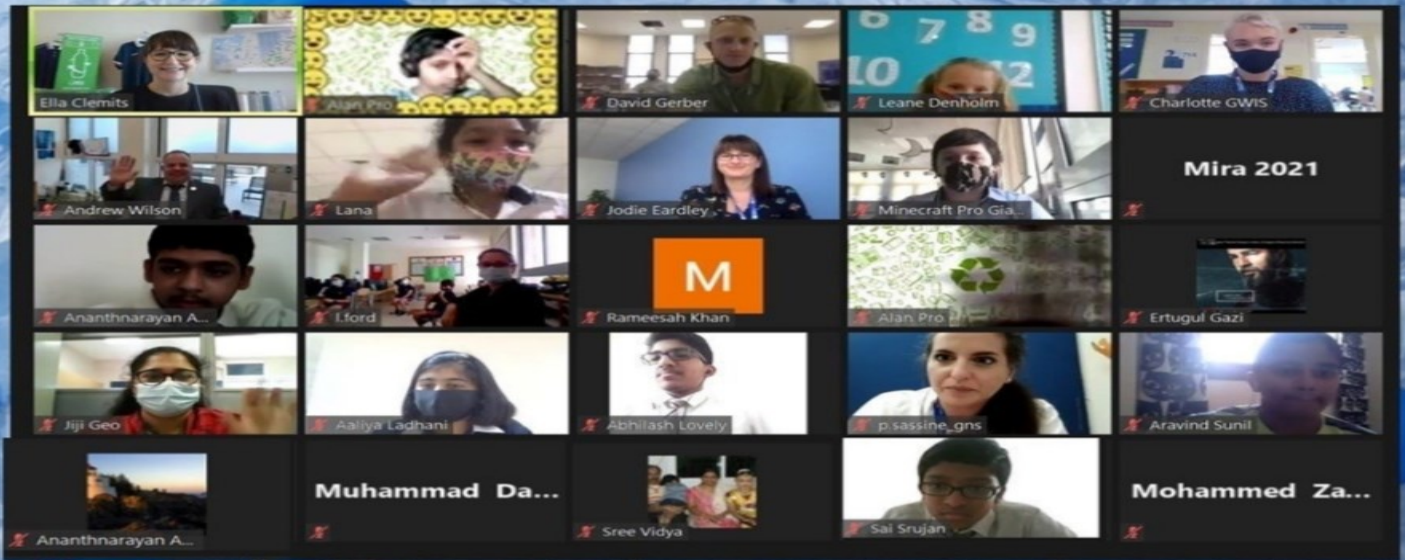 Ella Clemits
Alan Pro
David Gerber
6 7 8 9
10 12
Leane Denholm
Charlotte GWIS
Andrew Wilson
Lana
Jodie Eardley
Minecraft Pro Gia...
Mira 2021
Ananthnarayan A...
l.ford
M
Rameesah Khan
Alan Pro
Ertugul Gazi
Jiji Geo
Aaliya Ladhani
Abhilash Lovely
p.sassine_gns
Aravind Sunil
Ananthnarayan A...
Muhammad Da...
Sree Vidya
Sai Srujan
Mohammed Za...